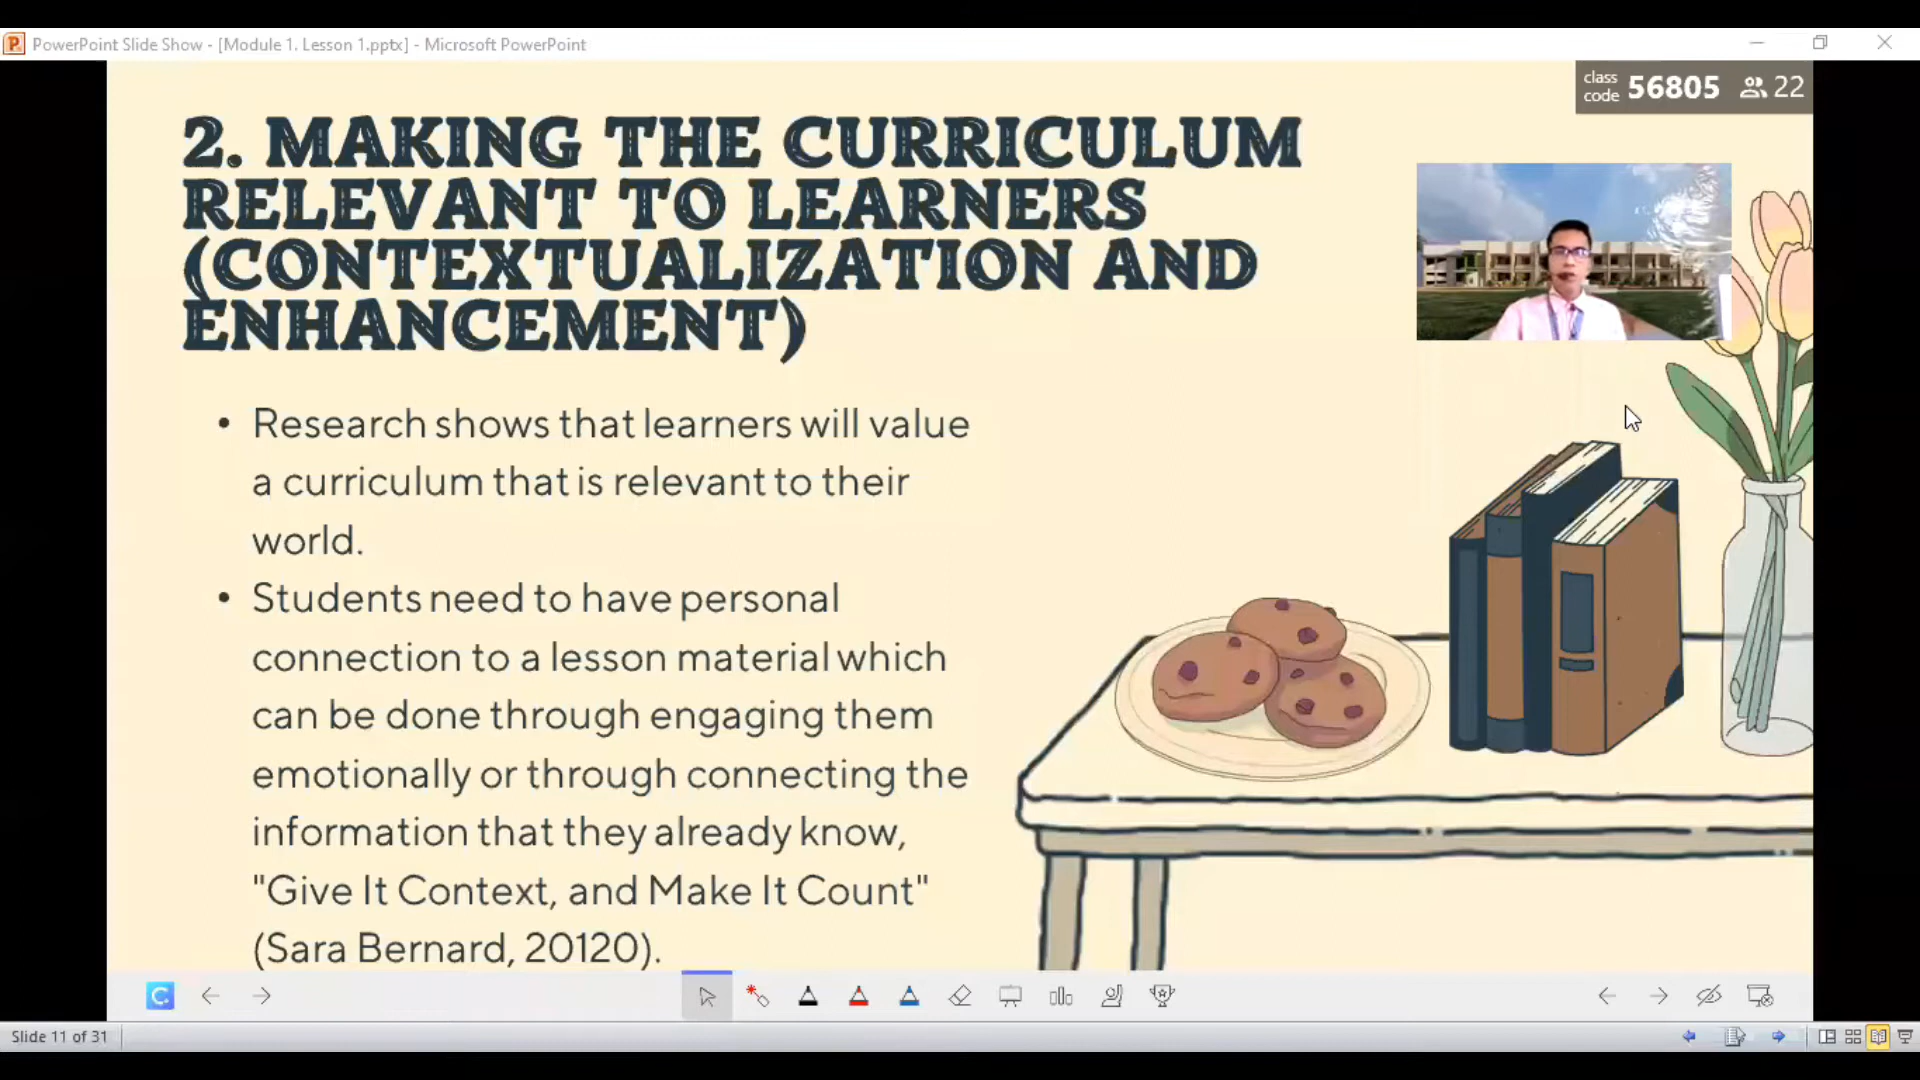 PowerPoint Slide Show - [Module 1. Lesson 1.pptx] - Microsoft PowerPoint
class code 56805 22
2. MAKING THE CURRICULUM
RELEVANT TO LEARNERS
(CONTEXTUALIZATION AND
ENHANCEMENT)
• Research shows that learners will value
a curriculum that is relevant to their
world.
• Students need to have personal
connection to a lesson material which
can be done through engaging them
emotionally or through connecting the
information that they already know,
"Give It Context, and Make It Count"
(Sara Bernard, 20120).
Slide 11 of 31